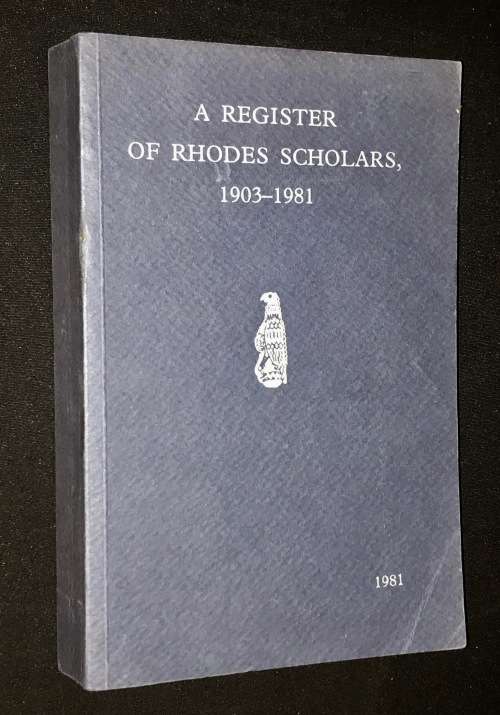 A REGISTER
OF RHODES SCHOLARS,
1903–1981
1981